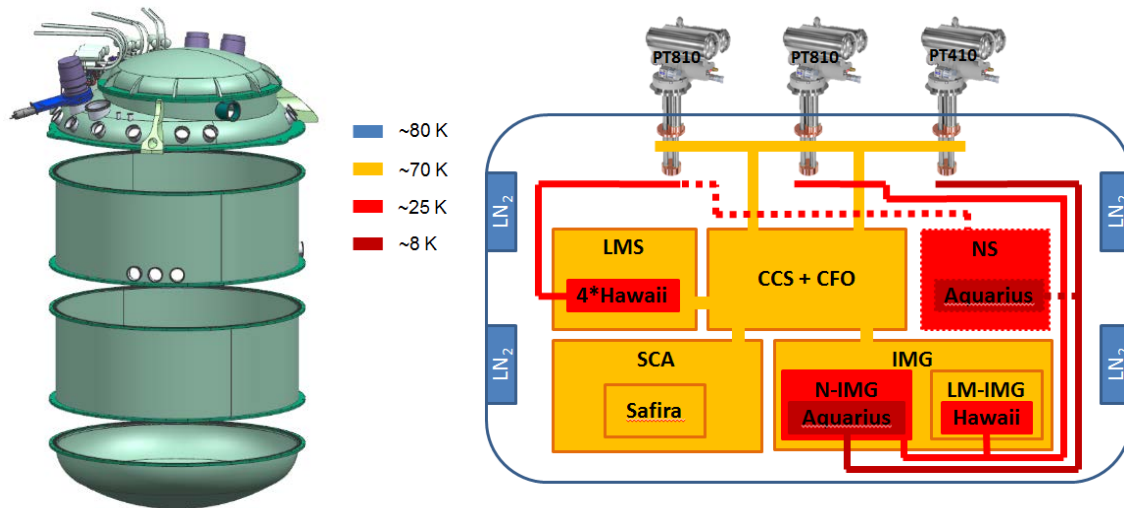 PT810
PT810
PT410
~80 K
~70 K
~25 K
~8 K
LN2
LN2
LN2
LN2
LMS
4*Hawaii
CCS + CFO
NS
Aquarius
SCA
Safira
IMG
N-IMG
Aquarius
LM-IMG
Hawaii